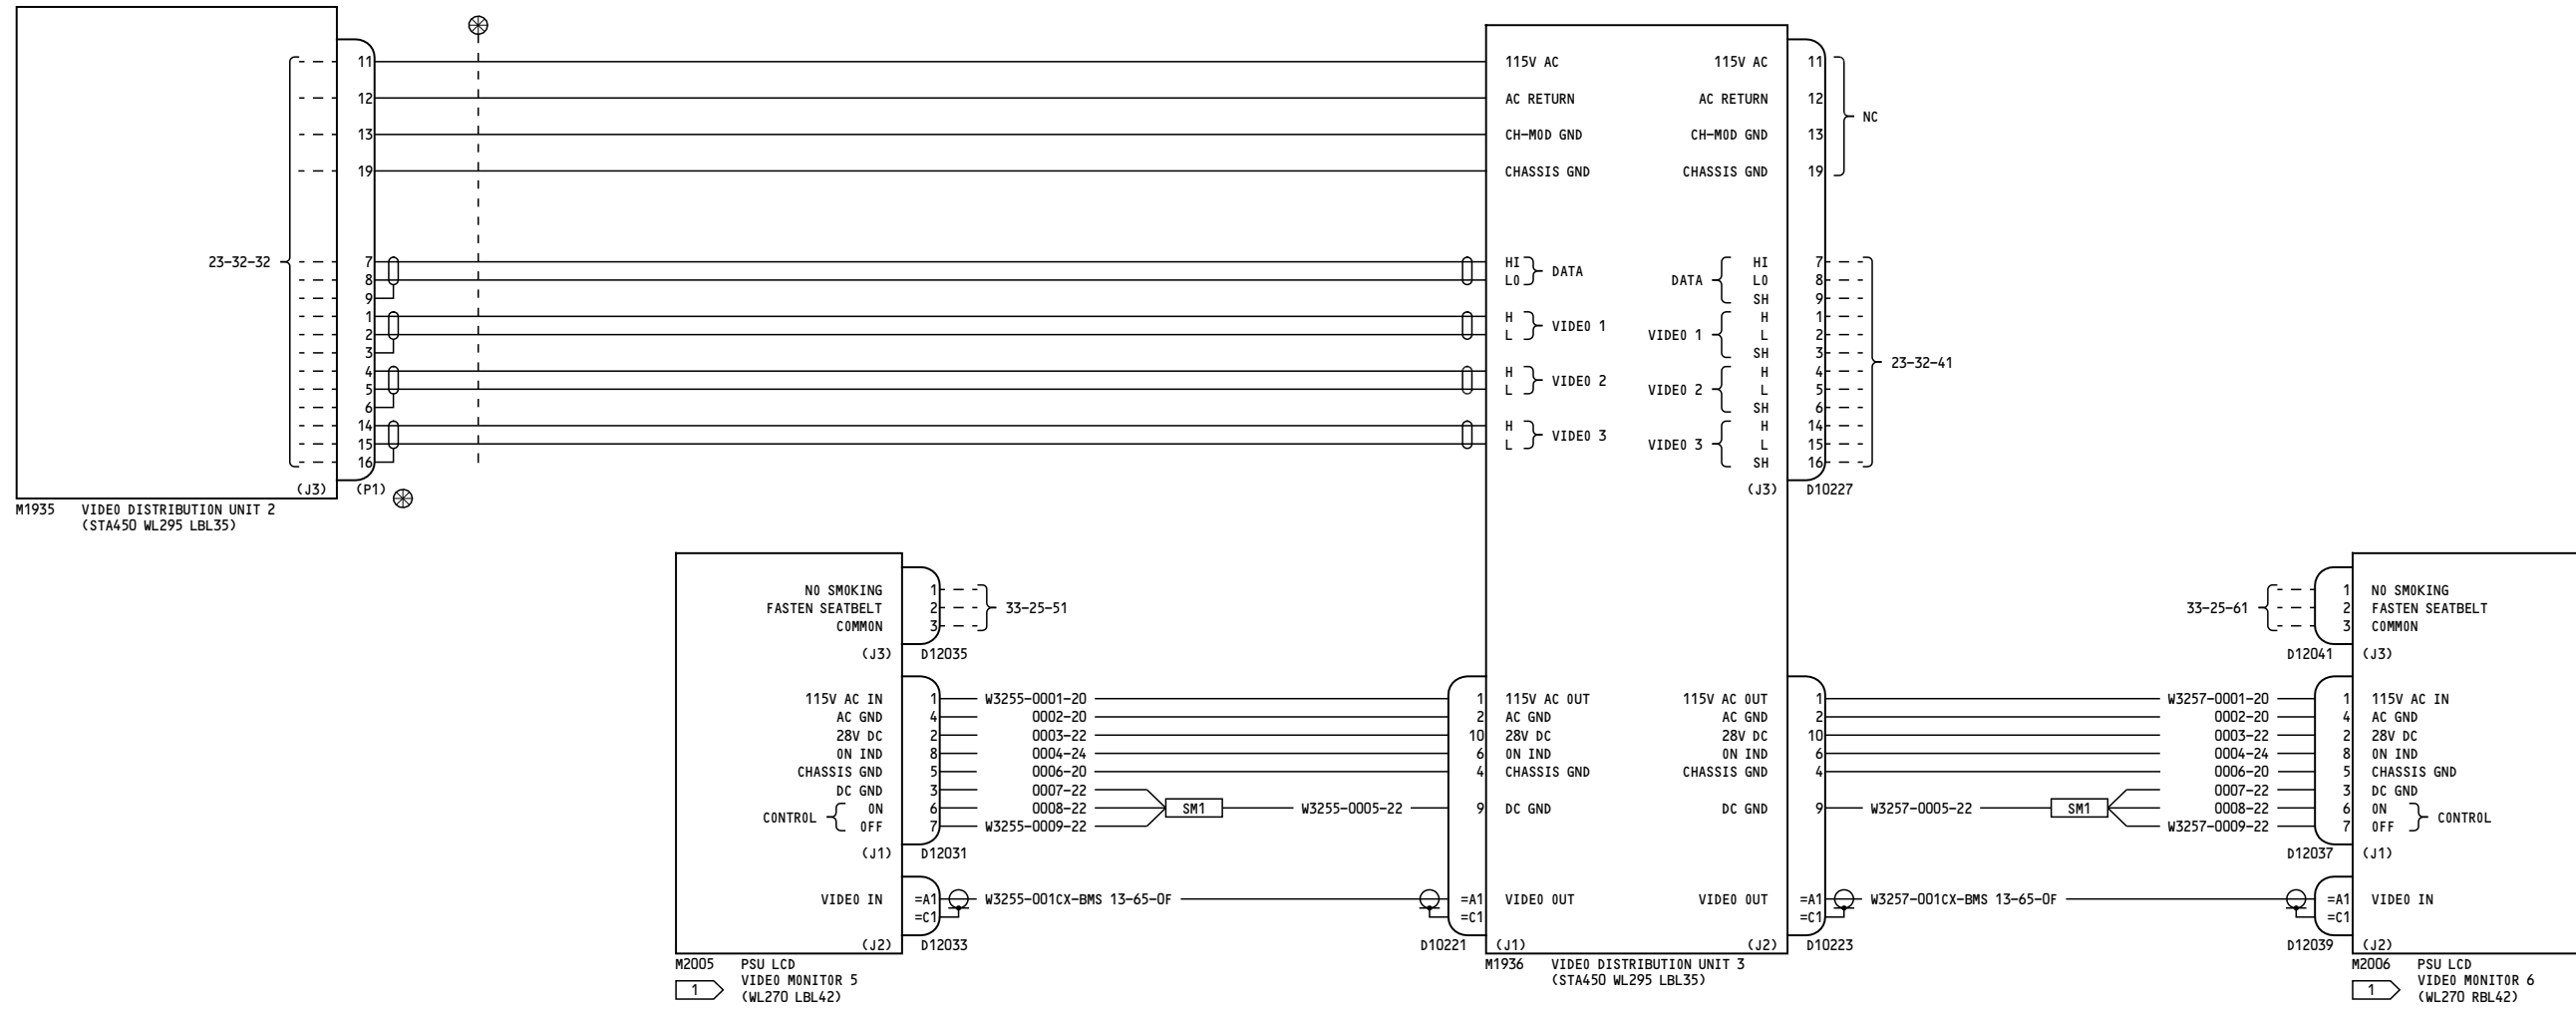 11
12
13
19
23-32-32
7
8
9
1
2
3
4
5
6
14
15
16
(J3) (P1)
M1935 VIDEO DISTRIBUTION UNIT 2
(STA450 WL295 LBL35)
115V AC 115V AC 11
AC RETURN AC RETURN 12
NC
CH-MOD GND CH-MOD GND 13
CHASSIS GND CHASSIS GND 19
HI HI 7
DATA
LO DATA LO 8
SH 9
H H 1
VIDEO 1
L VIDEO 1 L 2
SH 3
23-32-41
H H 4
VIDEO 2
L VIDEO 2 L 5
SH 6
H H 14
VIDEO 3
L VIDEO 3 L 15
SH 16
(J3) D10227
NO SMOKING 1
FASTEN SEATBELT 2 33-25-51
COMMON 3
(J3) D12035
115V AC IN 1 W3255-0001-20 1 115V AC OUT 115V AC OUT 1 W3257-0001-20 1 115V AC IN
AC GND 4 0002-20 2 AC GND AC GND 2 0002-20 4 AC GND
28V DC 2 0003-22 10 28V DC 28V DC 10 0003-22 2 28V DC
ON IND 8 0004-24 6 ON IND ON IND 6 0004-24 8 ON IND
CHASSIS GND 5 0006-20 4 CHASSIS GND CHASSIS GND 4 0006-20 5 CHASSIS GND
DC GND 3 0007-22 0007-22 3 DC GND
ON 6 0008-22 SM1 W3255-0005-22 9 DC GND DC GND 9 W3257-0005-22 SM1 0008-22 6 ON
CONTROL CONTROL
OFF 7 W3255-0009-22 W3257-0009-22 7 OFF
(J1) D12031 D12037 (J1)
VIDEO IN =A1 W3255-001CX-BMS 13-65-0F =A1 VIDEO OUT VIDEO OUT =A1 W3257-001CX-BMS 13-65-0F =A1 VIDEO IN
=C1 =C1 =C1 =C1
(J2) D12033 D10221 (J1) (J2) D10223 D12039 (J2)
M2005 PSU LCD
VIDEO MONITOR 5
1
(WL270 LBL42)
M1936 VIDEO DISTRIBUTION UNIT 3
(STA450 WL295 LBL35)
1 NO SMOKING
33-25-61 2 FASTEN SEATBELT
3 COMMON
D12041 (J3)
M2006 PSU LCD
VIDEO MONITOR 6
1
(WL270 RBL42)